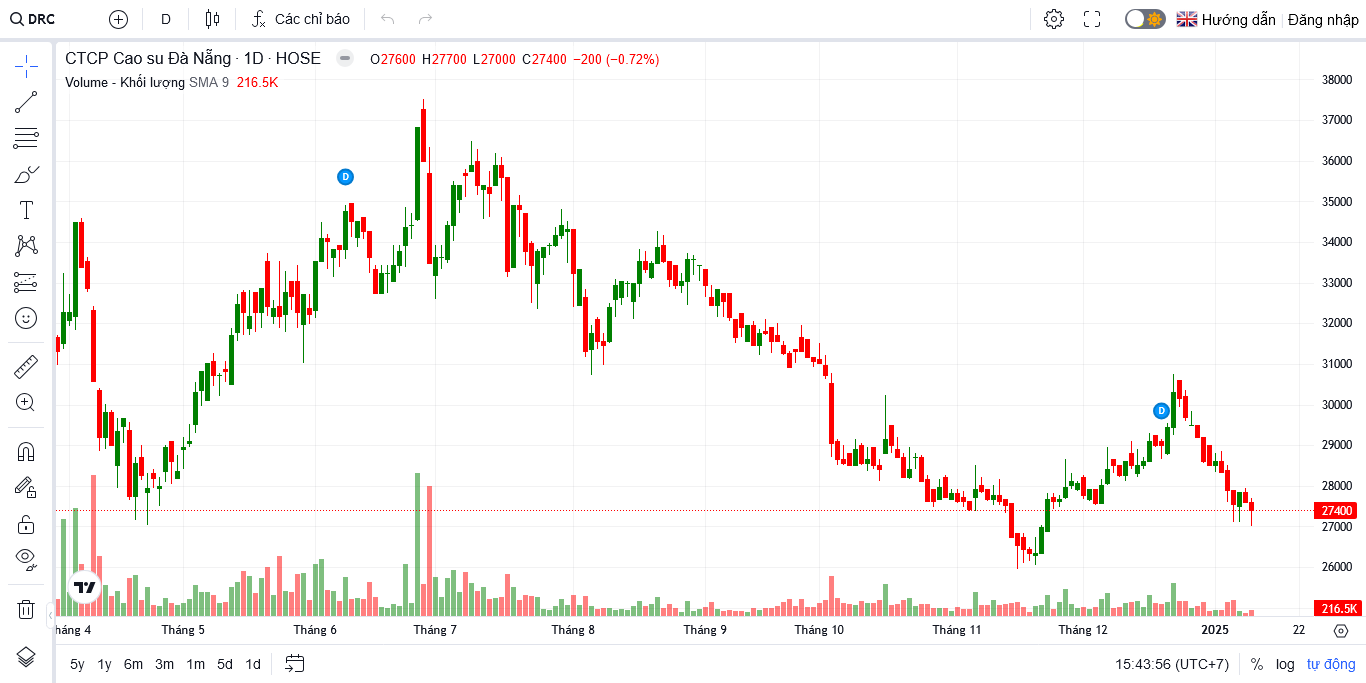 DRC D Các chỉ báo Hướng dẫn Đăng nhập
CTCP Cao su Đà Nẵng · 1D · HOSE O27600 H27700 L27000 C27400 −200 (−0.72%)
Volume - Khối lượng SMA 9 216.5K
38000
37000
36000
35000
34000
33000
32000
31000
30000
29000
28000
27400
27000
26000
216.5K
D
D
háng 4 Tháng 5 Tháng 6 Tháng 7 Tháng 8 Tháng 9 Tháng 10 Tháng 11 Tháng 12 2025 22
5y 1y 6m 3m 1m 5d 1d 15:43:56 (UTC+7) % log tự động